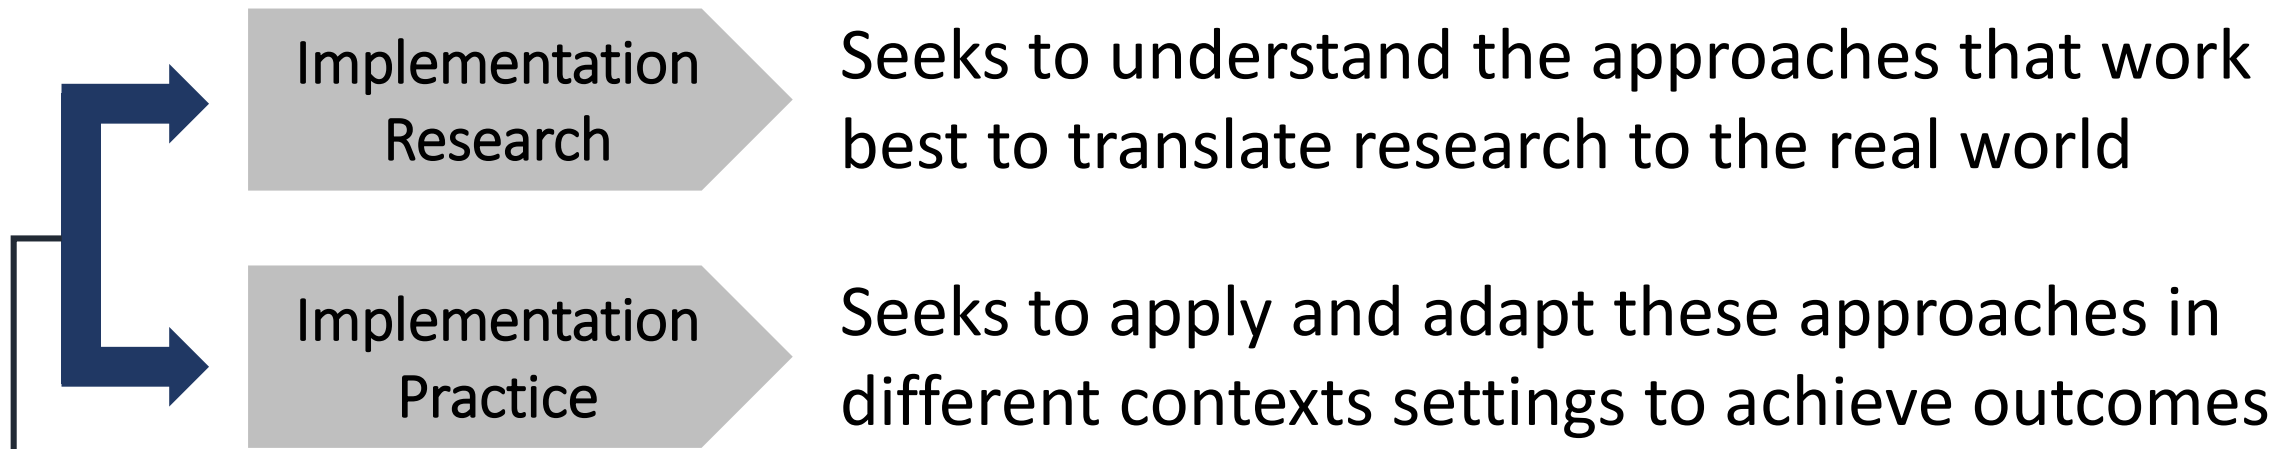 Implementation
Research
Seeks to understand the approaches that work
best to translate research to the real world
Implementation
Practice
Seeks to apply and adapt these approaches in
different contexts settings to achieve outcomes